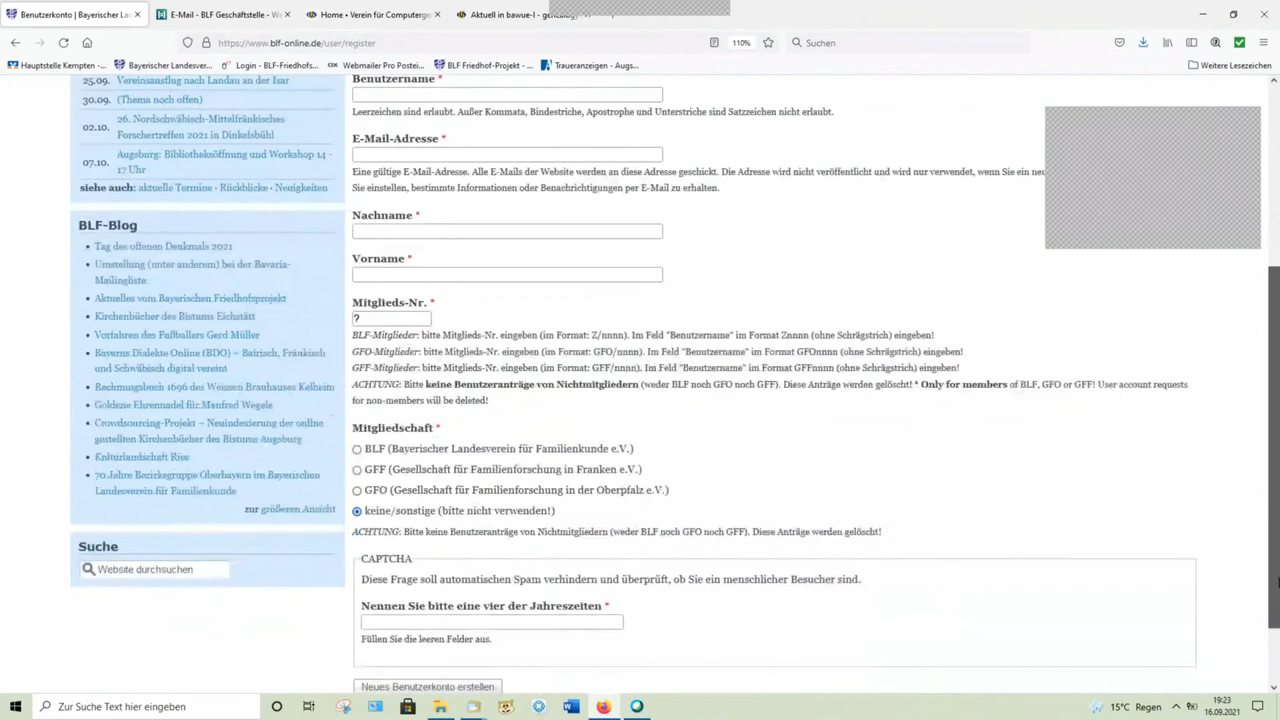 Benutzerkonto | Bayerischer La
E-Mail - BLF Geschäftstelle - W
Home • Verein für Computerge
Aktuell in bawue-l - genealogy
https://www.blf-online.de/user/register
110%
Suchen
Hauptstelle Kempten -...
Bayerischer Landesver...
Login - BLF-Friedhofs...
Webmailer Pro Postei...
BLF Friedhof-Projekt - ...
Traueranzeigen - Augs...
Weitere Lesezeichen
25.09. Vereinsausflug nach Landau an der Isar
30.09. (Thema noch offen)
02.10. 26. Nordschwäbisch-Mittelfränkisches
Forschertreffen 2021 in Dinkelsbühl
07.10. Augsburg: Bibliotheksöffnung und Workshop 14 -
17 Uhr
siehe auch: aktuelle Termine - Rückblicke - Neuigkeiten
BLF-Blog
Tag des offenen Denkmals 2021
Umstellung (unter anderem) bei der Bavaria-
Mailingliste
Aktuelles vom Bayerischen Friedhofsprojekt
Kirchenbücher des Bistums Eichstätt
Vorfahren des Fußballers Gerd Müller
Bayerns Dialekte Online (BDO) – Bairisch, Fränkisch
und Schwäbisch digital vereint
Rechnungsbuch 1696 des Weissen Brauhauses Kelheim
Goldene Ehrennadel für Manfred Wegele
Crowdsourcing-Projekt – Neuindexierung der online
gestellten Kirchenbücher des Bistums Augsburg
Kulturlandschaft Ries
70 Jahre Bezirksgruppe Oberbayern im Bayerischen
Landesverein für Familienkunde
zur größeren Ansicht
Suche
Website durchsuchen
Benutzername *
Leerzeichen sind erlaubt. Außer Kommata, Bindestriche, Apostrophe und Unterstriche sind Satzzeichen nicht erlaubt.
E-Mail-Adresse *
Eine gültige E-Mail-Adresse. Alle E-Mails der Website werden an diese Adresse geschickt. Die Adresse wird nicht veröffentlicht und wird nur verwendet, wenn Sie ein neu
Sie einstellen, bestimmte Informationen oder Benachrichtigungen per E-Mail zu erhalten.
Nachname *
Vorname *
Mitglieds-Nr. *
?
BLF-Mitglieder: bitte Mitglieds-Nr. eingeben (im Format: Z/nnnn). Im Feld "Benutzername" im Format Znnnn (ohne Schrägstrich) eingeben!
GFO-Mitglieder: bitte Mitglieds-Nr. eingeben (im Format: GFO/nnnn). Im Feld "Benutzername" im Format GFOnnnn (ohne Schrägstrich) eingeben!
GFF-Mitglieder: bitte Mitglieds-Nr. eingeben (im Format: GFF/nnnn). Im Feld "Benutzername" im Format GFFnnnn (ohne Schrägstrich) eingeben!
ACHTUNG: Bitte keine Benutzeranträge von Nichtmitgliedern (weder BLF noch GFO noch GFF). Diese Anträge werden gelöscht! * Only for members of BLF, GFO or GFF! User account requests
for non-members will be deleted!
Mitgliedschaft *
BLF (Bayerischer Landesverein für Familienkunde e.V.)
GFF (Gesellschaft für Familienforschung in Franken e.V.)
GFO (Gesellschaft für Familienforschung in der Oberpfalz e.V.)
keine/sonstige (bitte nicht verwenden!)
ACHTUNG: Bitte keine Benutzeranträge von Nichtmitgliedern (weder BLF noch GFO noch GFF). Diese Anträge werden gelöscht!
CAPTCHA
Diese Frage soll automatischen Spam verhindern und überprüft, ob Sie ein menschlicher Besucher sind.
Nennen Sie bitte eine vier der Jahreszeiten *
Füllen Sie die leeren Felder aus.
Neues Benutzerkonto erstellen
Zur Suche Text hier eingeben
15°C Regen
19:23
16.09.2021